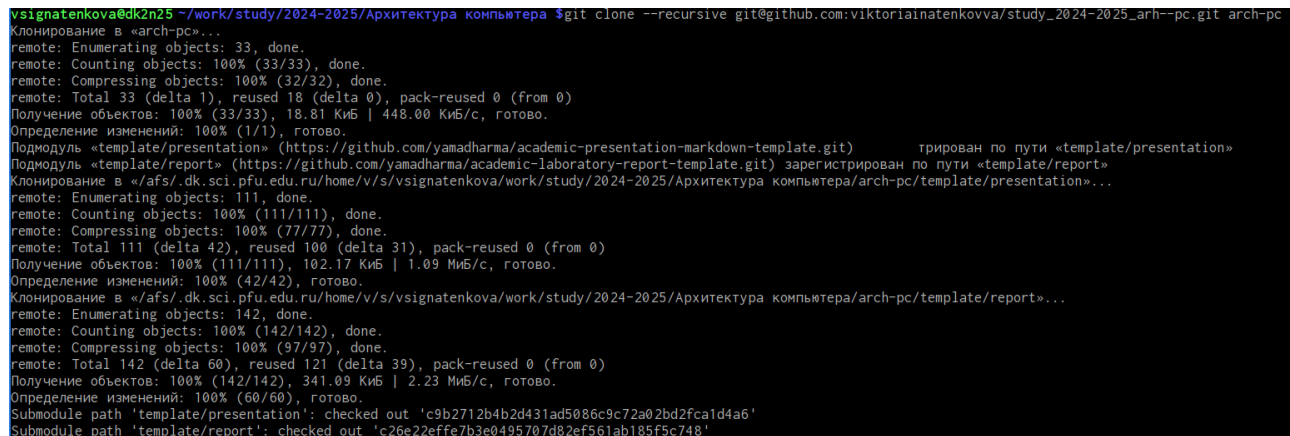 vsignatenkova@dk2n25 ~/work/study/2024-2025/Архитектура компьютера $git clone --recursive git@github.com:viktoriainatenkovva/study_2024-2025_arh--pc.git arch-pc
Клонирование в «arch-pc»...
remote: Enumerating objects: 33, done.
remote: Counting objects: 100% (33/33), done.
remote: Compressing objects: 100% (32/32), done.
remote: Total 33 (delta 1), reused 18 (delta 0), pack-reused 0 (from 0)
Получение объектов: 100% (33/33), 18.81 КиБ | 448.00 КиБ/с, готово.
Определение изменений: 100% (1/1), готово.
Подмодуль «template/presentation» (https://github.com/yamadharma/academic-presentation-markdown-template.git) трирован по пути «template/presentation»
Подмодуль «template/report» (https://github.com/yamadharma/academic-laboratory-report-template.git) зарегистрирован по пути «template/report»
Клонирование в «/afs/.dk.sci.pfu.edu.ru/home/v/s/vsignatenkova/work/study/2024-2025/Архитектура компьютера/arch-pc/template/presentation»...
remote: Enumerating objects: 111, done.
remote: Counting objects: 100% (111/111), done.
remote: Compressing objects: 100% (77/77), done.
remote: Total 111 (delta 42), reused 100 (delta 31), pack-reused 0 (from 0)
Получение объектов: 100% (111/111), 102.17 КиБ | 1.09 МиБ/с, готово.
Определение изменений: 100% (42/42), готово.
Клонирование в «/afs/.dk.sci.pfu.edu.ru/home/v/s/vsignatenkova/work/study/2024-2025/Архитектура компьютера/arch-pc/template/report»...
remote: Enumerating objects: 142, done.
remote: Counting objects: 100% (142/142), done.
remote: Compressing objects: 100% (97/97), done.
remote: Total 142 (delta 60), reused 121 (delta 39), pack-reused 0 (from 0)
Получение объектов: 100% (142/142), 341.09 КиБ | 2.23 МиБ/с, готово.
Определение изменений: 100% (60/60), готово.
Submodule path 'template/presentation': checked out 'c9b2712b4b2d431ad5086c9c72a02bd2fca1d4a6'
Submodule path 'template/report': checked out 'c26e22effe7b3e0495707d82ef561ab185f5c748'